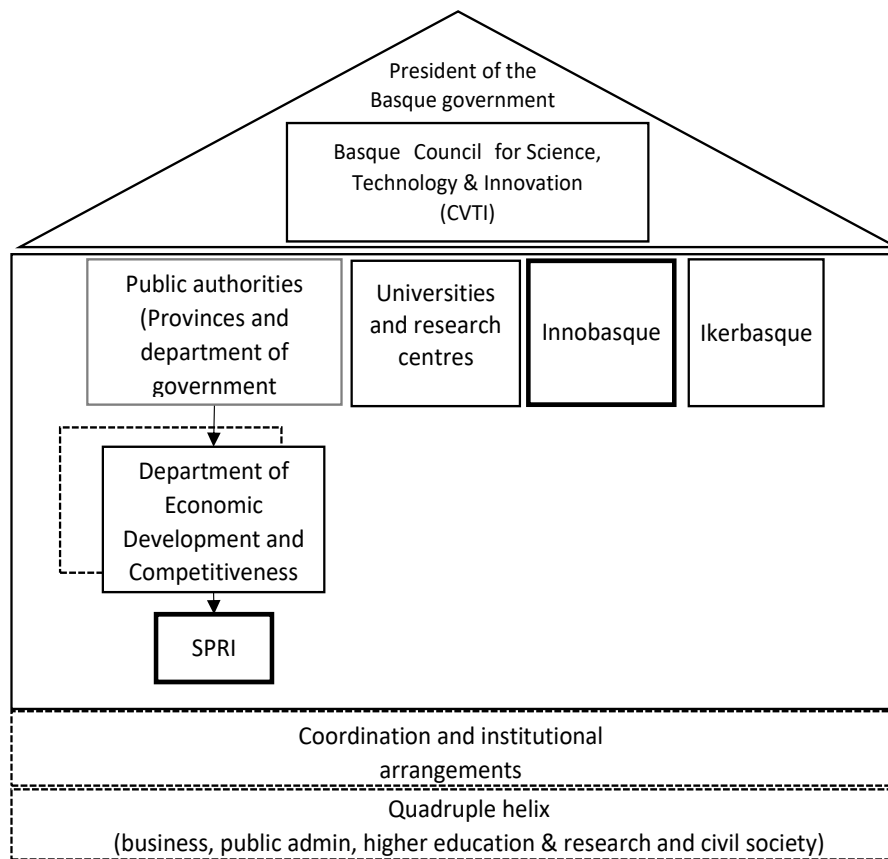 President of the
Basque government
Basque Council for Science,
Technology & Innovation
(CVTI)
Public authorities
(Provinces and
department of
government
Universities
and research
centres
Innobasque
Ikerbasque
Department of
Economic
Development and
Competitiveness
SPRI
Coordination and institutional
arrangements
Quadruple helix
(business, public admin, higher education & research and civil society)